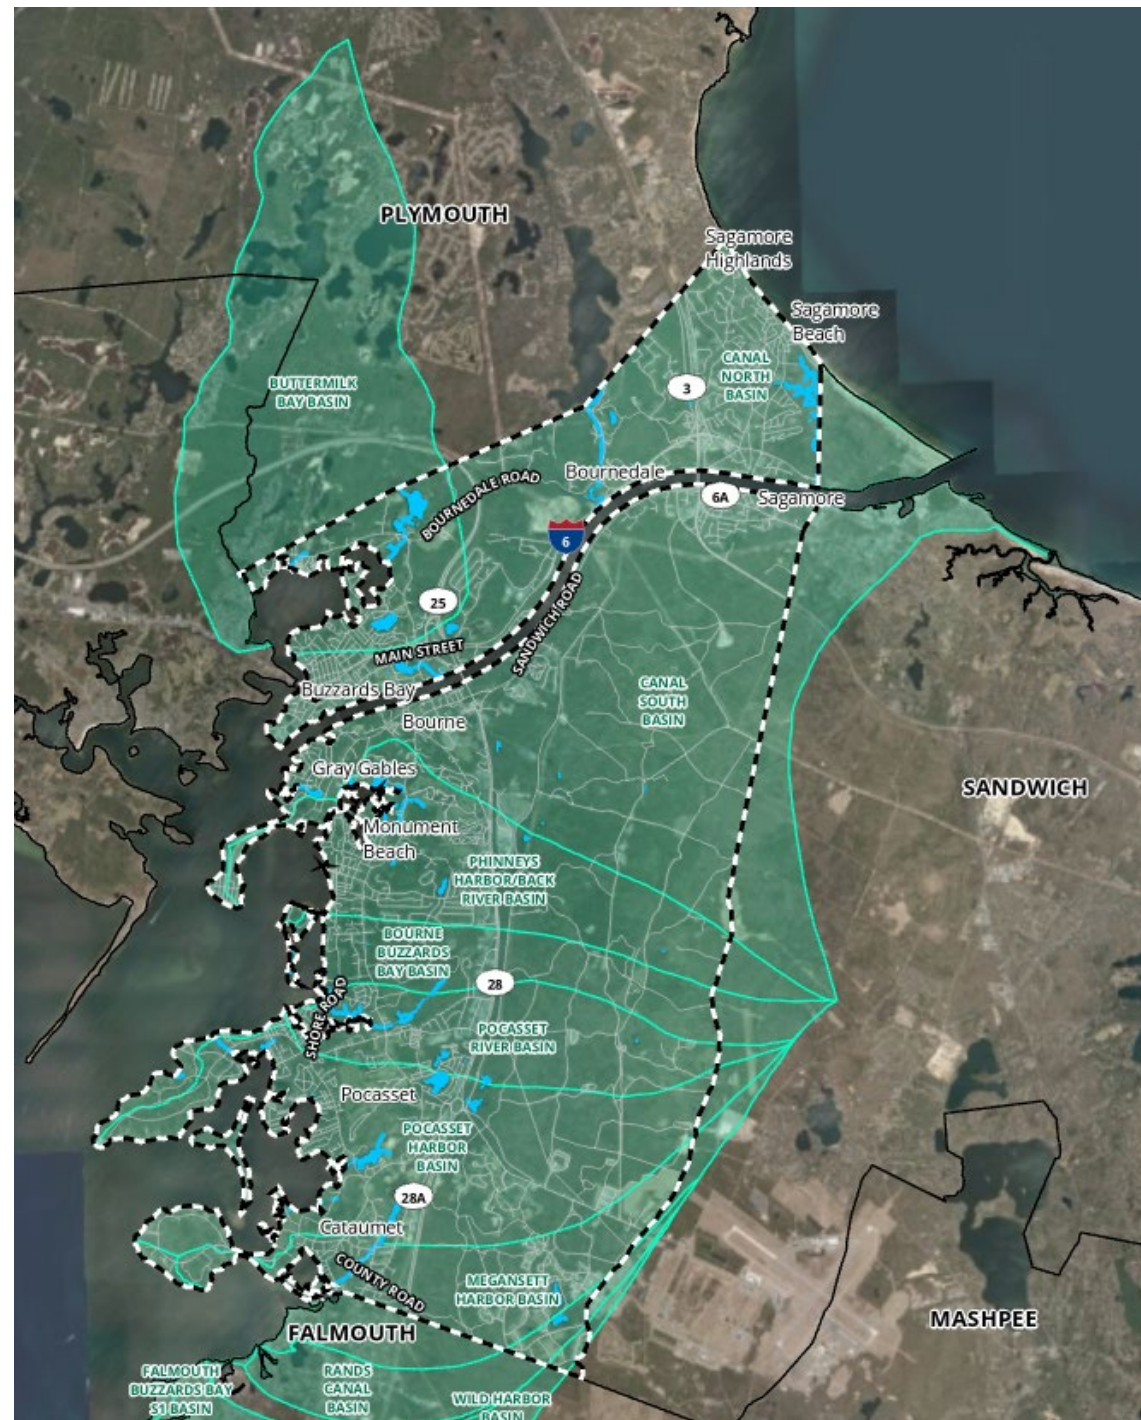 PLYMOUTH
Sagamore
Highlands
Sagamore
Beach
CANAL
NORTH
BASIN
3
BUTTERMILK
BAY BASIN
Bournedale
BOURNEDALE ROAD
6A
Sagamore
6
SANDWICH ROAD
25
MAIN STREET
Buzzards Bay
Bourne
CANAL
SOUTH
BASIN
Gray Gables
SANDWICH
Monument
Beach
PHINNEYS
HARBOR/BACK
RIVER BASIN
BOURNE
BUZZARDS
BAY BASIN
28
SHORE ROAD
POCASSET
RIVER BASIN
Pocasset
POCASSET
HARBOR
BASIN
28A
Cataumet
COUNTY ROAD
MEGANSETT
HARBOR BASIN
MASHPEE
FALMOUTH
FALMOUTH
BUZZARDS BAY
S1 BASIN
RANDS
CANAL
BASIN
WILD HARBOR
BASIN